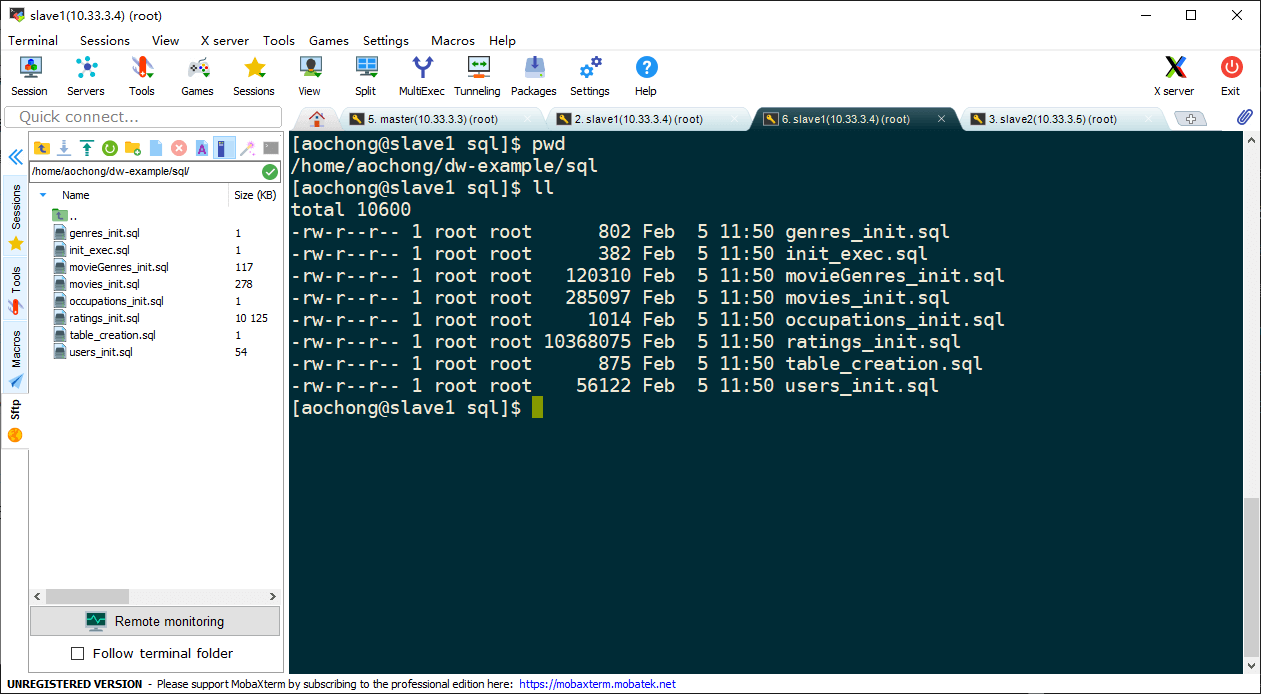 slave1(10.33.3.4) (root)
Terminal Sessions View X server Tools Games Settings Macros Help
Session Servers Tools Games Sessions View Split MultiExec Tunneling Packages Settings Help X server Exit
Quick connect...
5. master(10.33.3.3) (root) 2. slave1(10.33.3.4) (root) 6. slave1(10.33.3.4) (root) 3. slave2(10.33.3.5) (root)
/home/aochong/dw-example/sql/
Name Size (KB)
..
genres_init.sql 1
init_exec.sql 1
movieGenres_init.sql 117
movies_init.sql 278
occupations_init.sql 1
ratings_init.sql 10 125
table_creation.sql 1
users_init.sql 54
Sessions
Tools
Macros
Sftp
Remote monitoring
Follow terminal folder
[aochong@slave1 sql]$ pwd
/home/aochong/dw-example/sql
[aochong@slave1 sql]$ ll
total 10600
-rw-r--r-- 1 root root 802 Feb 5 11:50 genres_init.sql
-rw-r--r-- 1 root root 382 Feb 5 11:50 init_exec.sql
-rw-r--r-- 1 root root 120310 Feb 5 11:50 movieGenres_init.sql
-rw-r--r-- 1 root root 285097 Feb 5 11:50 movies_init.sql
-rw-r--r-- 1 root root 1014 Feb 5 11:50 occupations_init.sql
-rw-r--r-- 1 root root 10368075 Feb 5 11:50 ratings_init.sql
-rw-r--r-- 1 root root 875 Feb 5 11:50 table_creation.sql
-rw-r--r-- 1 root root 56122 Feb 5 11:50 users_init.sql
[aochong@slave1 sql]$
UNREGISTERED VERSION - Please support MobaXterm by subscribing to the professional edition here: https://mobaxterm.mobatek.net